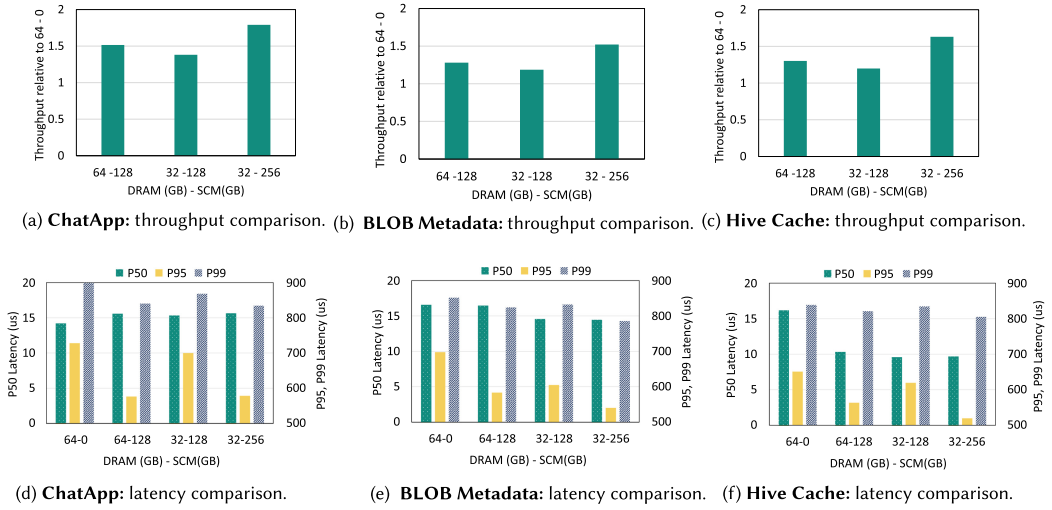 Throughput relative to 64 - 0
2
1.5
1
0.5
0
64 -128
32 -128
32 - 256
DRAM (GB) - SCM(GB)
(a) ChatApp: throughput comparison.
Throughput relative to 64 - 0
2
1.5
1
0.5
0
64 -128
32 -128
32 - 256
DRAM (GB) - SCM(GB)
(b) BLOB Metadata: throughput comparison.
Throughput relative to 64 - 0
2
1.5
1
0.5
0
64 -128
32 -128
32 - 256
DRAM (GB) - SCM(GB)
(c) Hive Cache: throughput comparison.
P50 P95 P99
P50 Latency (us)
20
15
10
5
0
900
800
700
600
500
P95, P99 Latency (us)
64-0
64-128
32-128
32-256
DRAM (GB) - SCM(GB)
(d) ChatApp: latency comparison.
P50 P95 P99
P50 Latency (us)
20
15
10
5
0
900
800
700
600
500
P95, P99 Latency (us)
64-0
64-128
32-128
32-256
DRAM (GB) - SCM(GB)
(e) BLOB Metadata: latency comparison.
P50 P95 P99
P50 Latency (us)
20
15
10
5
0
900
800
700
600
500
P95, P99 Latency (us)
64-0
64-128
32-128
32-256
DRAM (GB) - SCM(GB)
(f) Hive Cache: latency comparison.